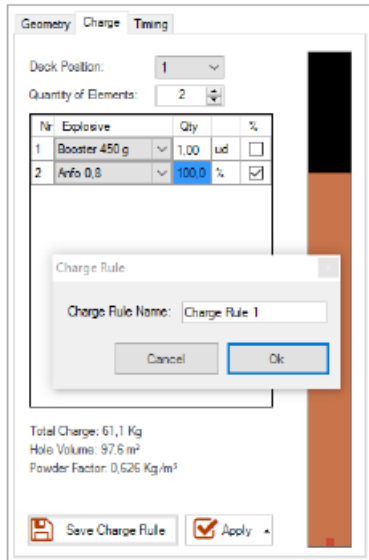 Geometry Charge Timing
Deck Position: 1
Quantity of Elements: 2
Nr Explosive Qty %
1 Booster 450 g 1,00 ud
2 Anfo 0,8 100,0 %
Charge Rule
Charge Rule Name: Charge Rule 1
Cancel Ok
Total Charge: 61,1 Kg
Hole Volume: 97.6 m²
Powder Factor: 0,626 Kg/m³
Save Charge Rule Apply